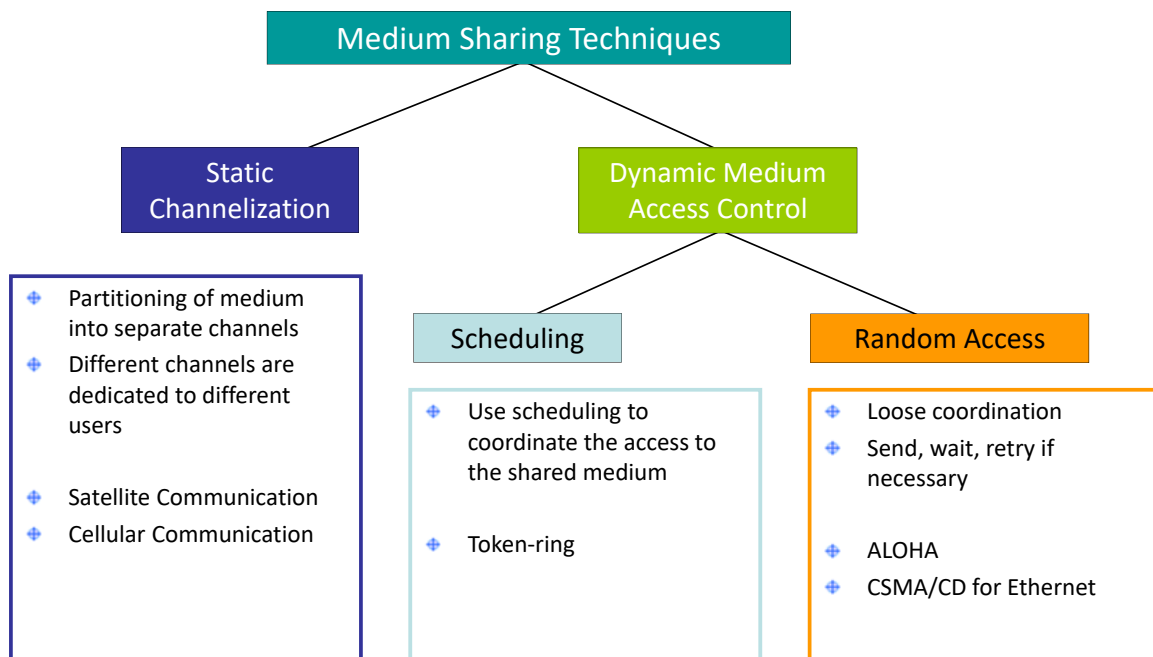 Medium Sharing Techniques
Static
Channelization
Dynamic Medium
Access Control
Partitioning of medium
into separate channels
Different channels are
dedicated to different
users
Satellite Communication
Cellular Communication
Scheduling
Use scheduling to
coordinate the access to
the shared medium
Token-ring
Random Access
Loose coordination
Send, wait, retry if
necessary
ALOHA
CSMA/CD for Ethernet